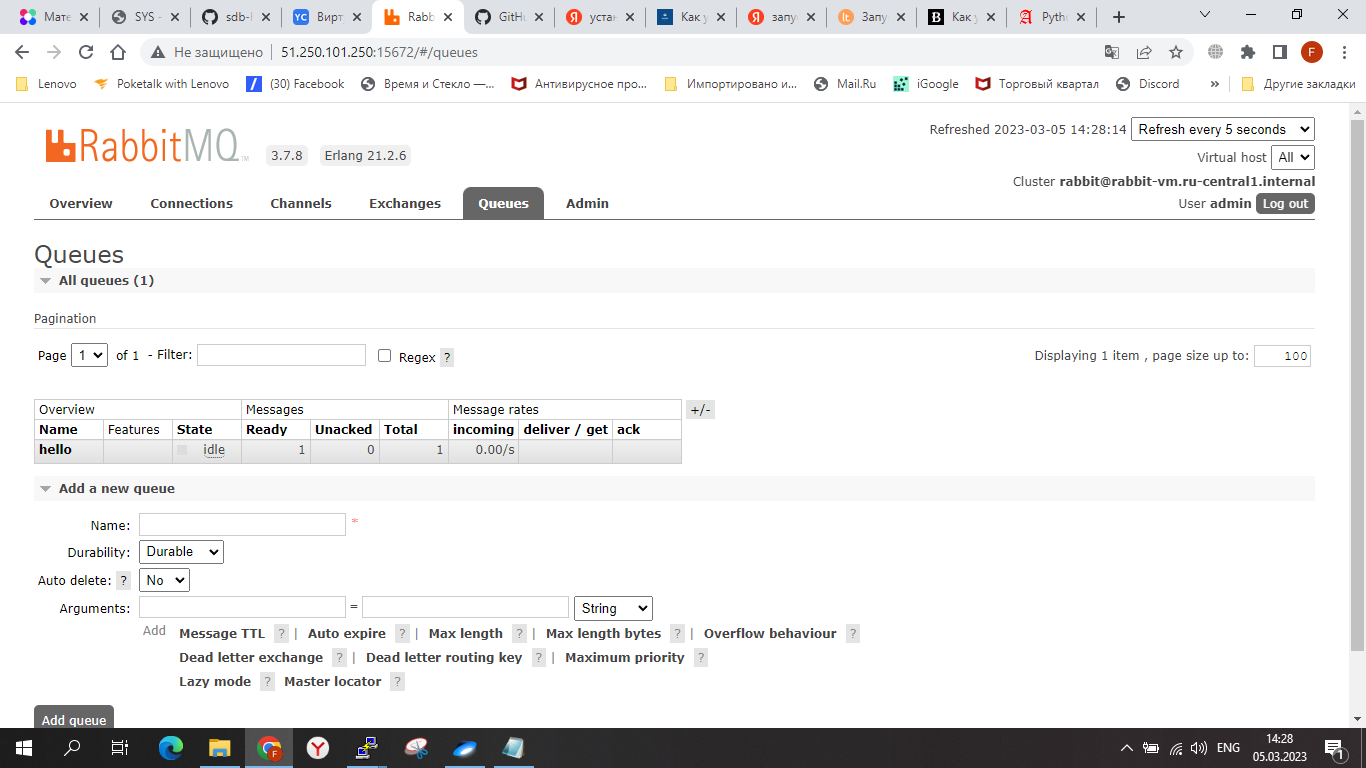 Мате
SYS -
sdb-l
Вирт
Rabb
GitHu
устан
Как у
запус
Запу
Как у
Pytho
Не защищено
51.250.101.250:15672/#/queues
Lenovo
Poketalk with Lenovo
(30) Facebook
Время и Стекло —...
Антивирусное про...
Импортировано и...
Mail.Ru
iGoogle
Торговый квартал
Discord
»
Другие закладки
RabbitMQ TM
3.7.8
Erlang 21.2.6
Refreshed 2023-03-05 14:28:14 Refresh every 5 seconds
Virtual host All
Cluster rabbit@rabbit-vm.ru-central1.internal
User admin Log out
Overview Connections Channels Exchanges Queues Admin
Queues
All queues (1)
Pagination
Page 1 of 1 - Filter: Regex ?
Displaying 1 item , page size up to: 100
Overview Messages Message rates +/-
Name Features State Ready Unacked Total incoming deliver / get ack
hello idle 1 0 1 0.00/s
Add a new queue
Name: *
Durability: Durable
Auto delete: ? No
Arguments: = String
Add Message TTL ? | Auto expire ? | Max length ? | Max length bytes ? | Overflow behaviour ?
Dead letter exchange ? | Dead letter routing key ? | Maximum priority ?
Lazy mode ? Master locator ?
Add queue
ENG
14:28
05.03.2023
1